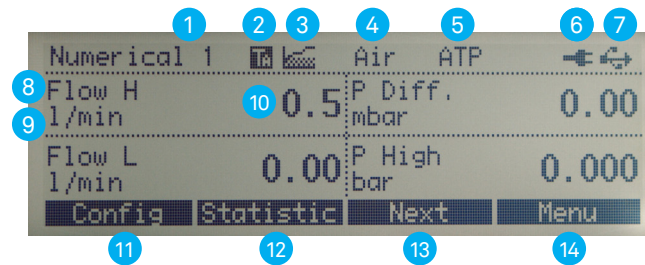 1 2 3 4 5 6 7
Numerical 1 Tr Air ATP
8 Flow H 10 0.5 P Diff. 0.00
9 l/min mbar
Flow L 0.00 P High 0.000
l/min bar
Config Statistic Next Menu
11 12 13 14